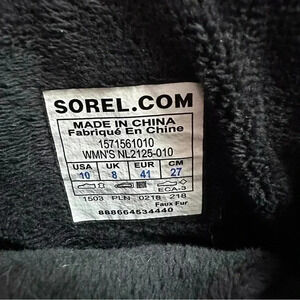 SOREL.COM
MADE IN CHINA
Fabriqué En Chine
1571561010
WMN'S NL2125-010
USA UK EUR CM
10 8 41 27
ECA-3
1503 PLN 0218 218
Faux Fur
888664534440